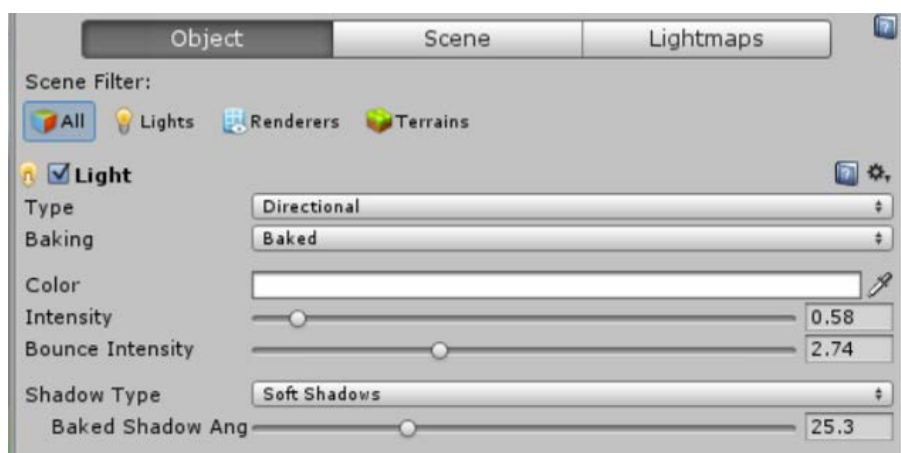 Object Scene Lightmaps
Scene Filter:
All Lights Renderers Terrains
Light
Type Directional
Baking Baked
Color
Intensity 0.58
Bounce Intensity 2.74
Shadow Type Soft Shadows
Baked Shadow Ang 25.3